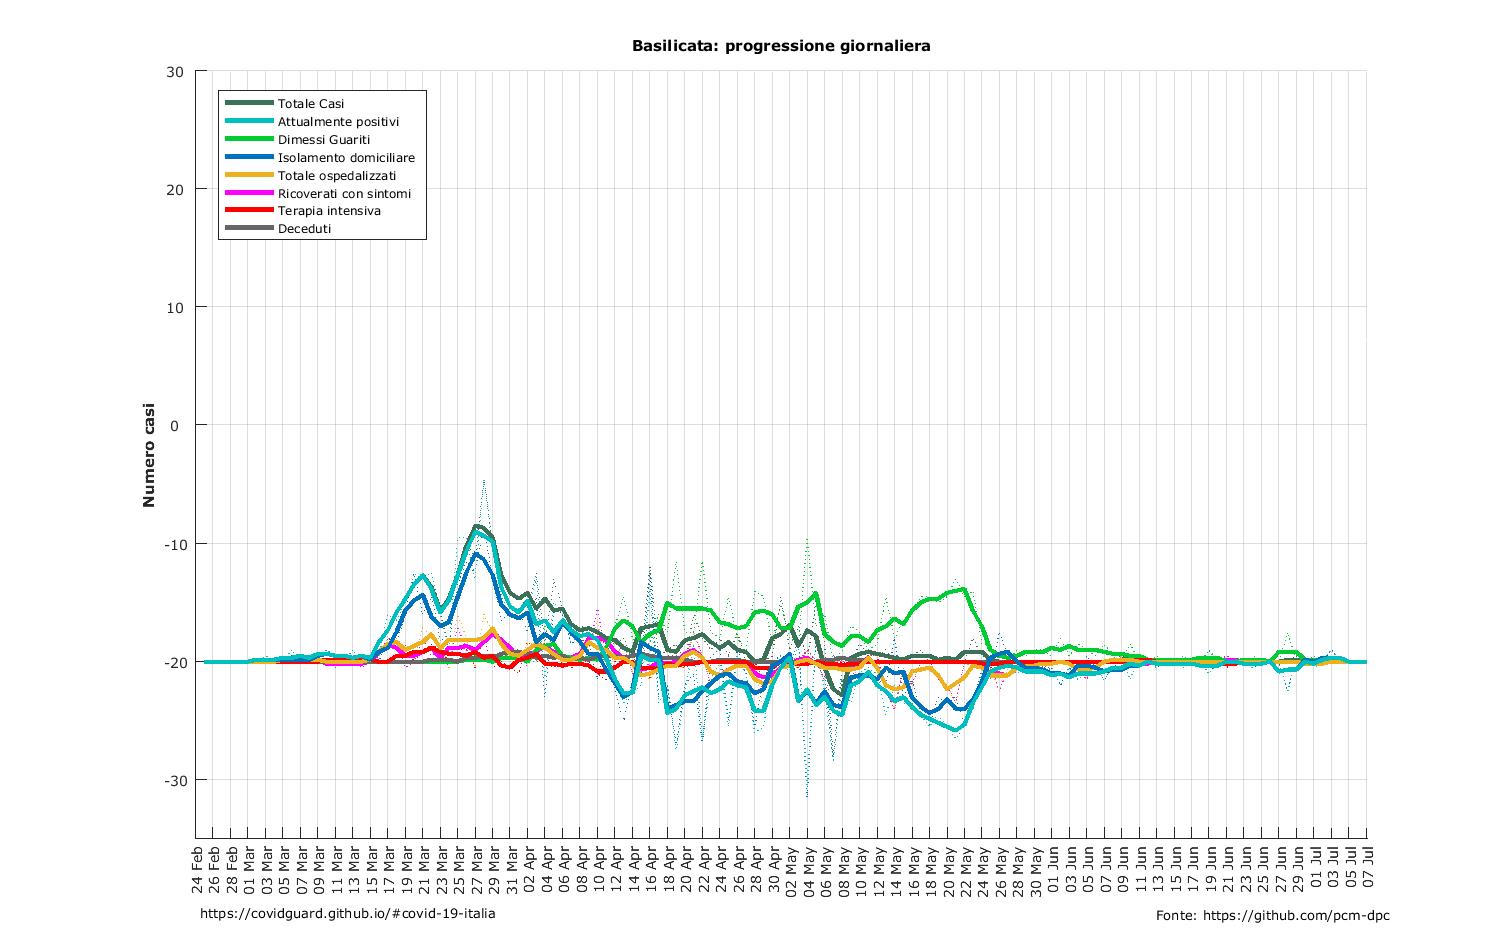 Basilicata: progressione giornaliera
Numero casi
30
20
10
0
-10
-20
-30
Totale Casi
Attualmente positivi
Dimessi Guariti
Isolamento domiciliare
Totale ospedalizzati
Ricoverati con sintomi
Terapia intensiva
Deceduti
24 Feb
26 Feb
28 Feb
01 Mar
03 Mar
05 Mar
07 Mar
09 Mar
11 Mar
13 Mar
15 Mar
17 Mar
19 Mar
21 Mar
23 Mar
25 Mar
27 Mar
29 Mar
31 Mar
02 Apr
04 Apr
06 Apr
08 Apr
10 Apr
12 Apr
14 Apr
16 Apr
18 Apr
20 Apr
22 Apr
24 Apr
26 Apr
28 Apr
30 Apr
02 May
04 May
06 May
08 May
10 May
12 May
14 May
16 May
18 May
20 May
22 May
24 May
26 May
28 May
30 May
01 Jun
03 Jun
05 Jun
07 Jun
09 Jun
11 Jun
13 Jun
15 Jun
17 Jun
19 Jun
21 Jun
23 Jun
25 Jun
27 Jun
29 Jun
01 Jul
03 Jul
05 Jul
07 Jul
https://covidguard.github.io/#covid-19-italia
Fonte: https://github.com/pcm-dpc